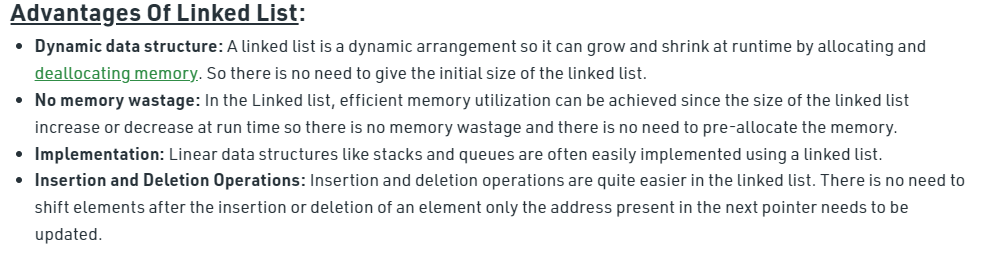 Advantages Of Linked List:
• Dynamic data structure: A linked list is a dynamic arrangement so it can grow and shrink at runtime by allocating and
deallocating memory. So there is no need to give the initial size of the linked list.
• No memory wastage: In the Linked list, efficient memory utilization can be achieved since the size of the linked list
increase or decrease at run time so there is no memory wastage and there is no need to pre-allocate the memory.
• Implementation: Linear data structures like stacks and queues are often easily implemented using a linked list.
• Insertion and Deletion Operations: Insertion and deletion operations are quite easier in the linked list. There is no need to
shift elements after the insertion or deletion of an element only the address present in the next pointer needs to be
updated.